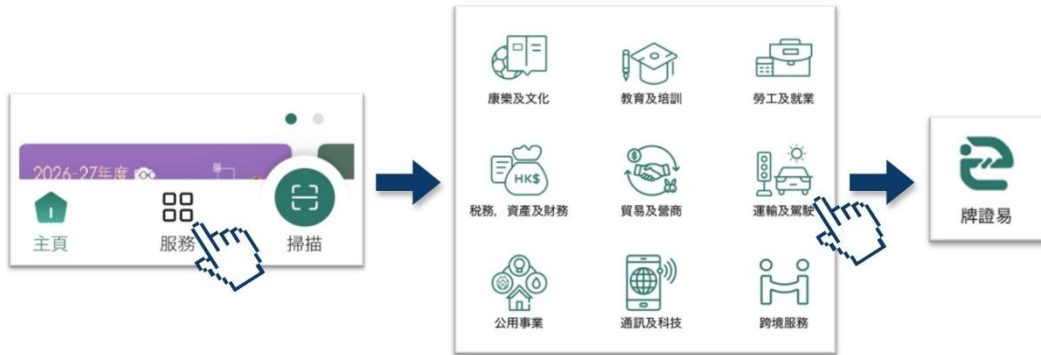 2026-27年度
主頁
服務
掃描
康樂及文化
教育及培訓
勞工及就業
HK$
稅務，資產及財務
$
貿易及營商
運輸及駕駛
公用事業
通訊及科技
跨境服務
牌證易